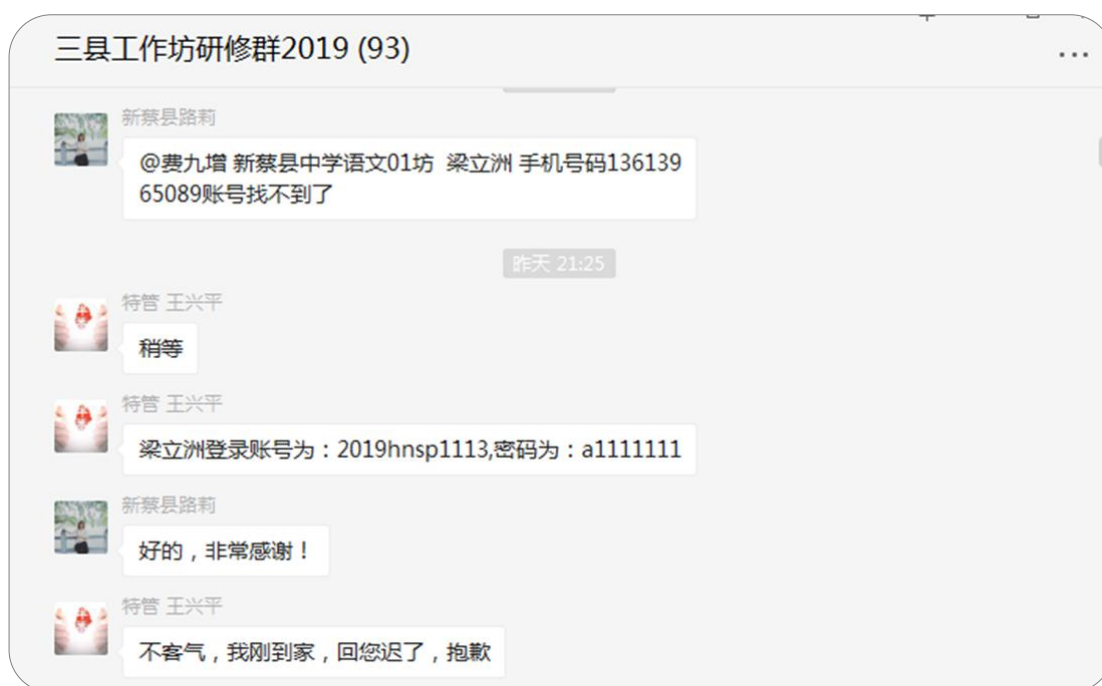 三县工作坊研修群2019 (93)
新蔡县路莉
@费九增 新蔡县中学语文01坊 梁立洲 手机号码136139
65089账号找不到了
昨天 21:25
特管 王兴平
稍等
特管 王兴平
梁立洲登录账号为：2019hnsp1113,密码为：a1111111
新蔡县路莉
好的，非常感谢！
特管 王兴平
不客气，我刚到家，回您迟了，抱歉